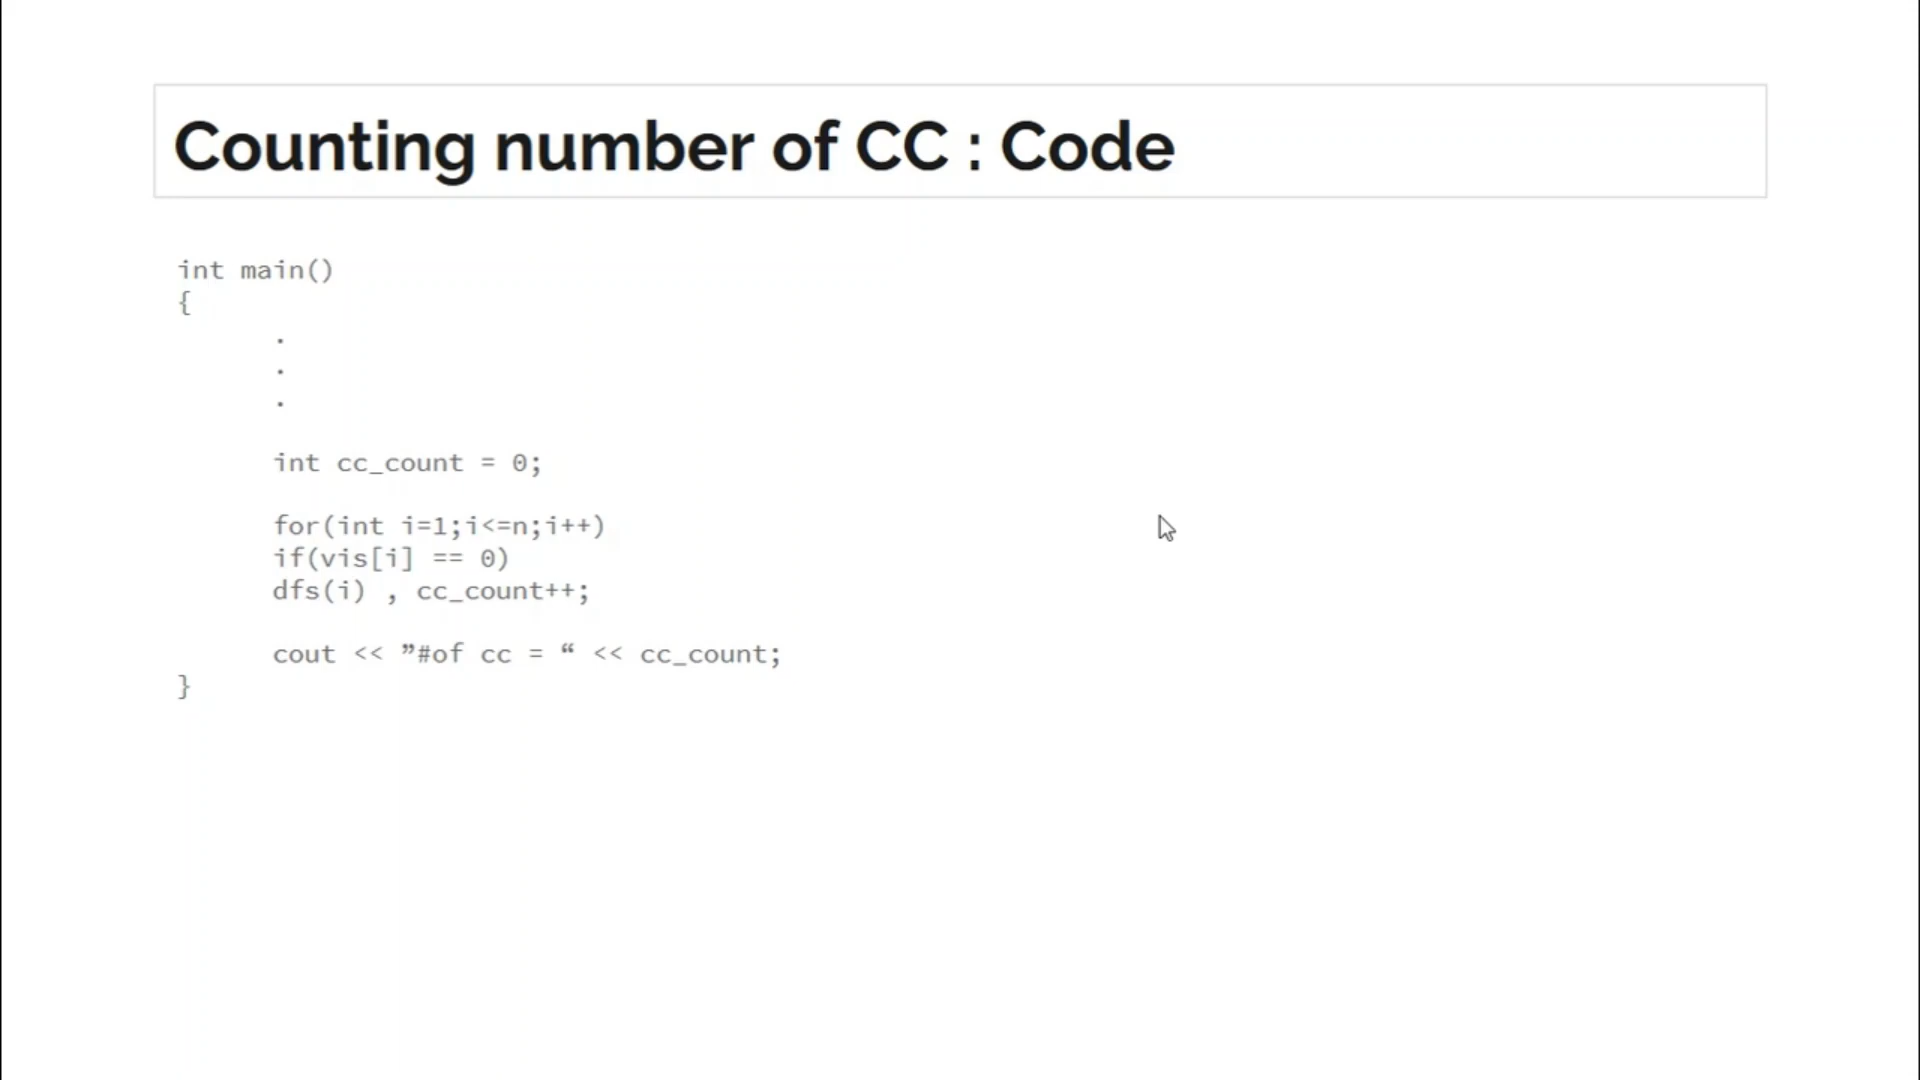 Counting number of CC : Code
int main()
{
.
.
.
int cc_count = 0;
for(int i=1;i<=n;i++)
if(vis[i] == 0)
dfs(i) , cc_count++;
cout << ”#of cc = “ << cc_count;
}